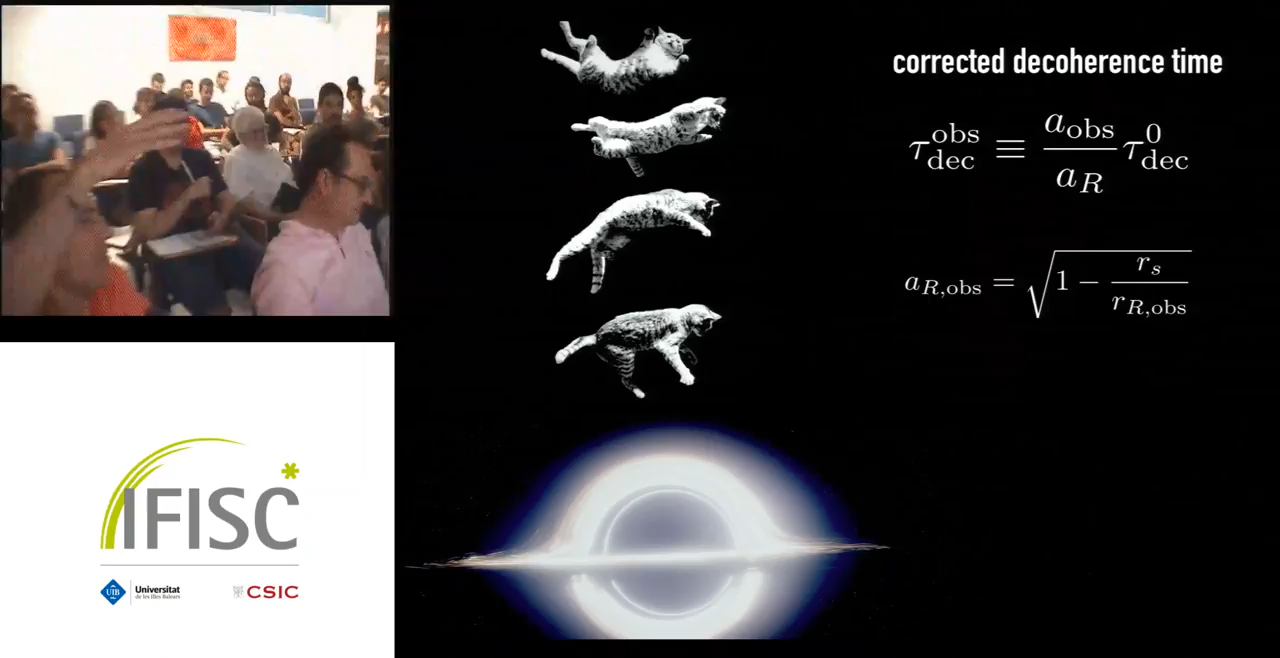 corrected decoherence time
τ_dec^obs ≡ a_obs/a_R τ_dec^0
a_R,obs = √(1 − r_s/r_R,obs)
IFISC
UIB
Universitat
de les Illes Balears
CSIC